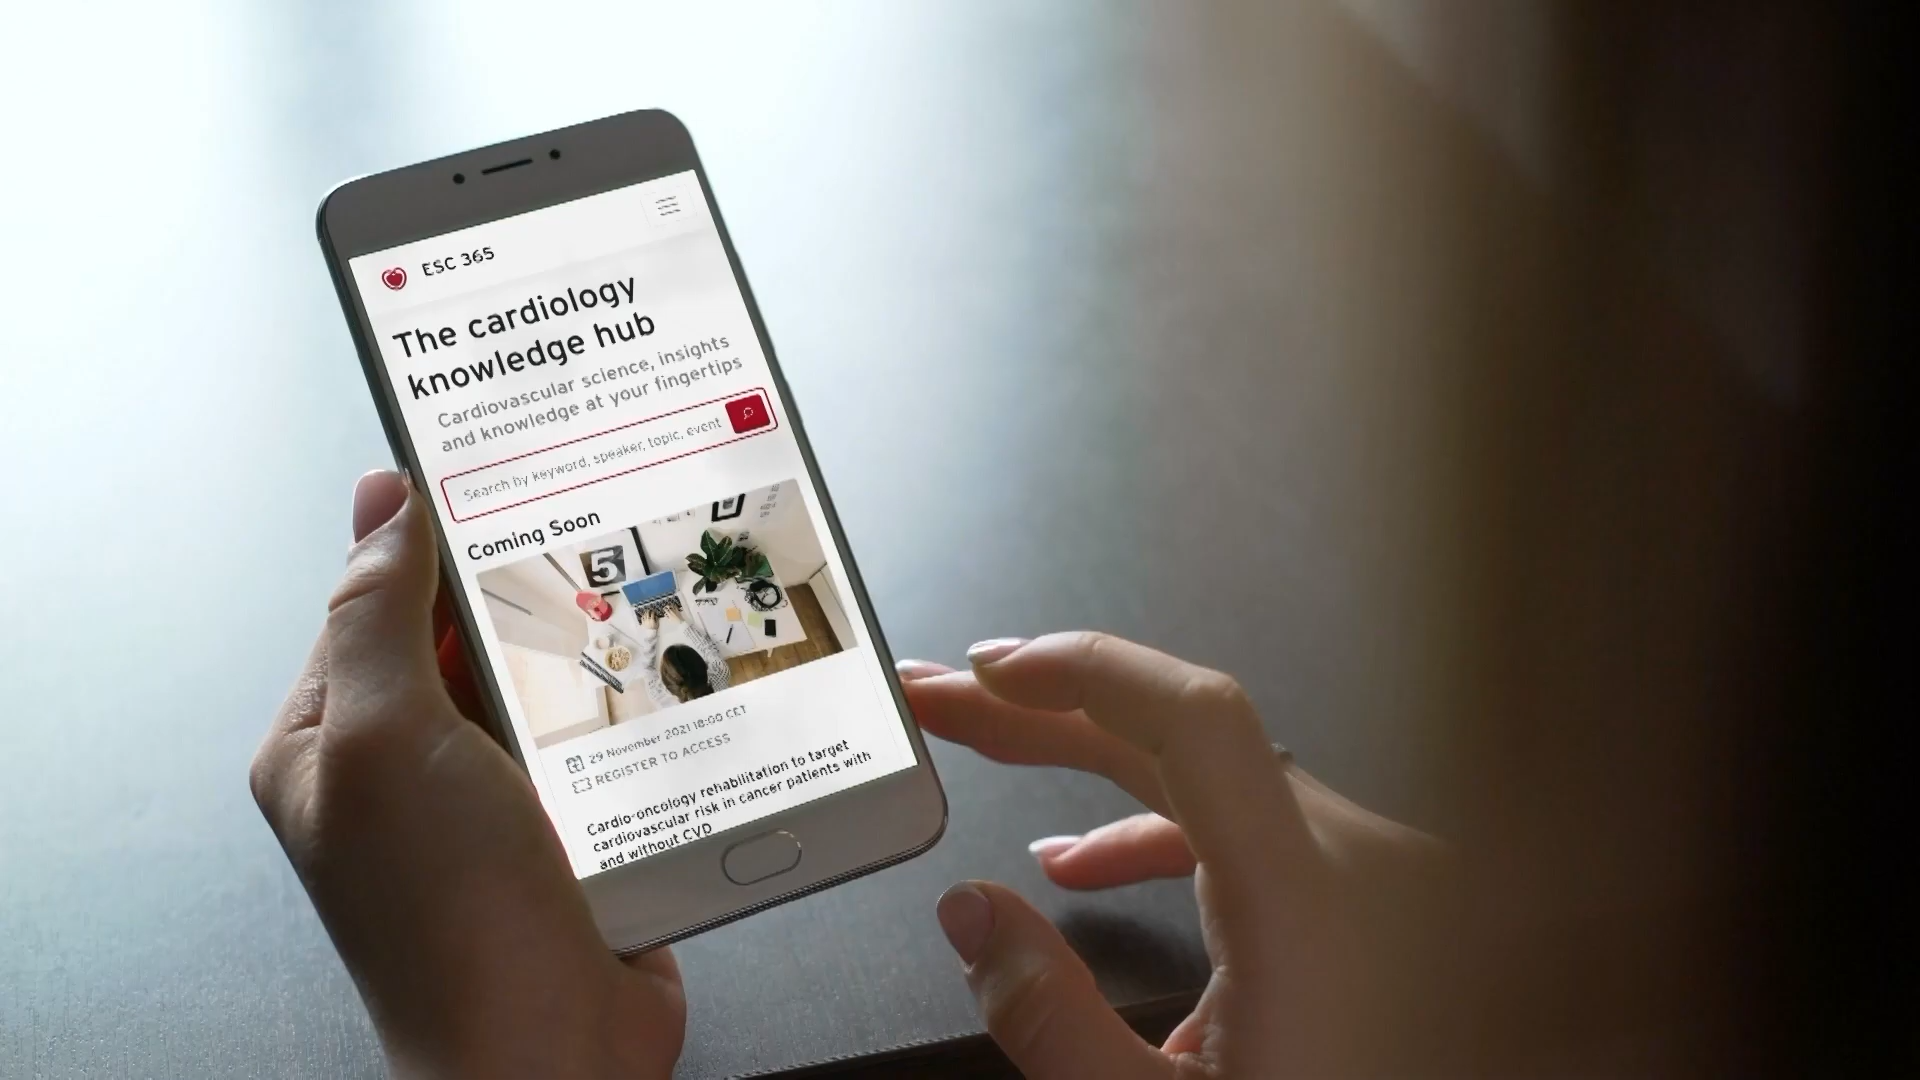 ESC 365
The cardiology
knowledge hub
Cardiovascular science, insights
and knowledge at your fingertips
Search by keyword, speaker, topic, event
Coming Soon
5
29 November 2021 18:00 CET
REGISTER TO ACCESS
Cardio-oncology rehabilitation to target
cardiovascular risk in cancer patients with
and without CVD